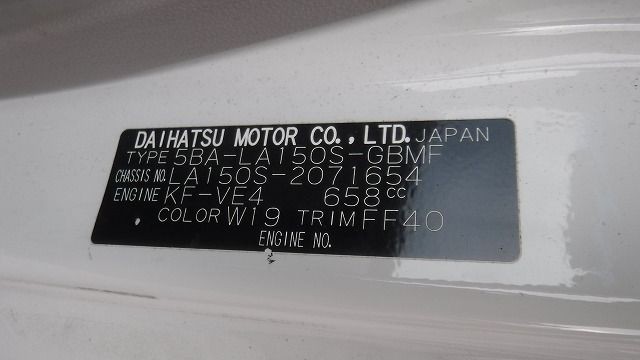 DAIHATSU MOTOR CO., LTD. JAPAN
TYPE 5BA-LA150S-GBMF
CHASSIS NO. LA150S-2071654
ENGINE KF-VE4 658CC
COLOR W19 TRIM FF40
ENGINE NO.